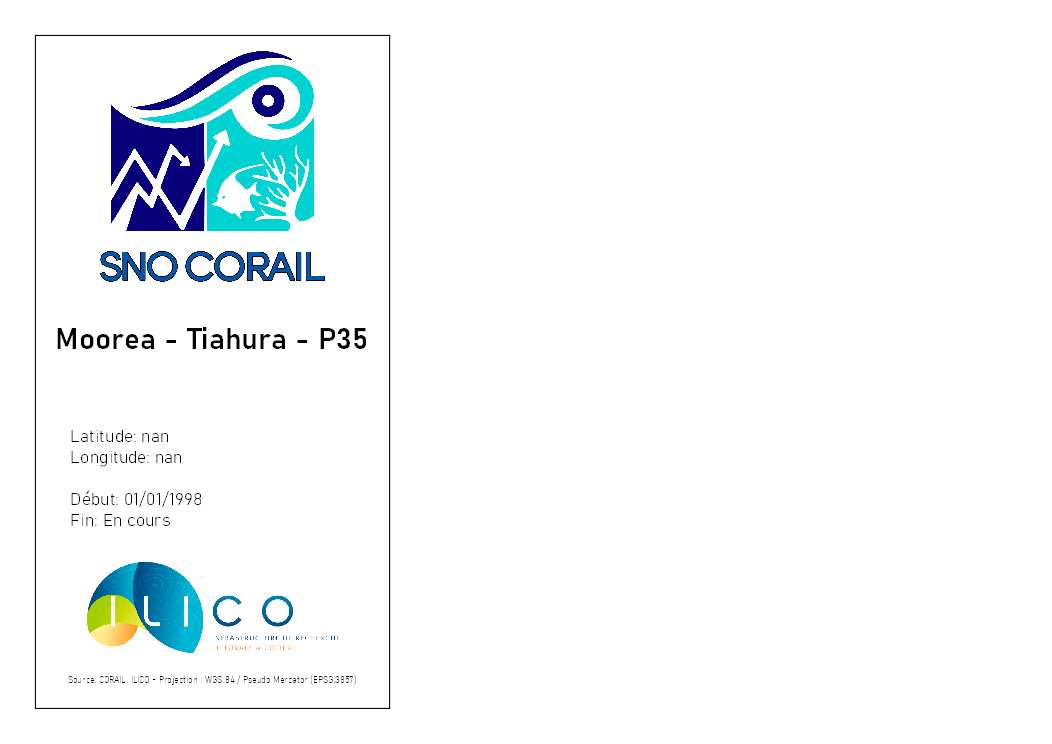 SNO CORAIL
Moorea - Tiahura - P35
Latitude: nan
Longitude: nan
Début: 01/01/1998
Fin: En cours
ILICO
INFRASTRUCTURE DE RECHERCHE
LITTORALE & CÔTIÈRE
Source: CORAIL, ILICO - Projection : WGS 84 / Pseudo Mercator (EPSG:3857)